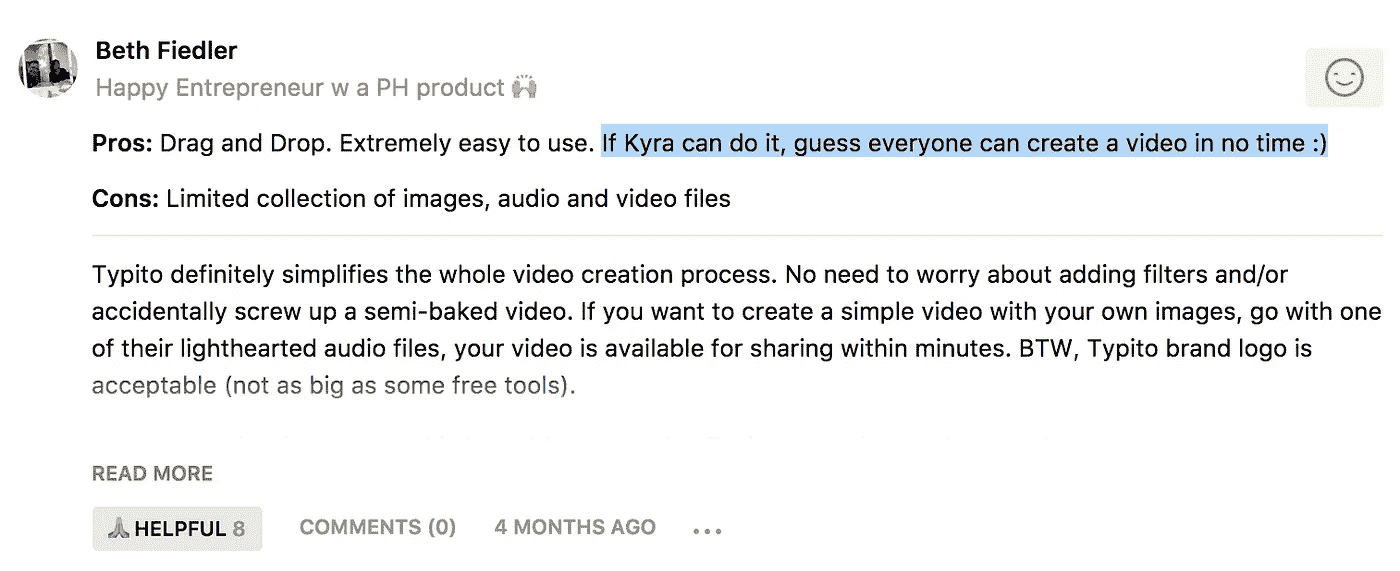 Beth Fiedler
Happy Entrepreneur w a PH product 🙌
Pros: Drag and Drop. Extremely easy to use. If Kyra can do it, guess everyone can create a video in no time :)
Cons: Limited collection of images, audio and video files
Typito definitely simplifies the whole video creation process. No need to worry about adding filters and/or
accidentally screw up a semi-baked video. If you want to create a simple video with your own images, go with one
of their lighthearted audio files, your video is available for sharing within minutes. BTW, Typito brand logo is
acceptable (not as big as some free tools).
READ MORE
🙏 HELPFUL 8 COMMENTS (0) 4 MONTHS AGO ...